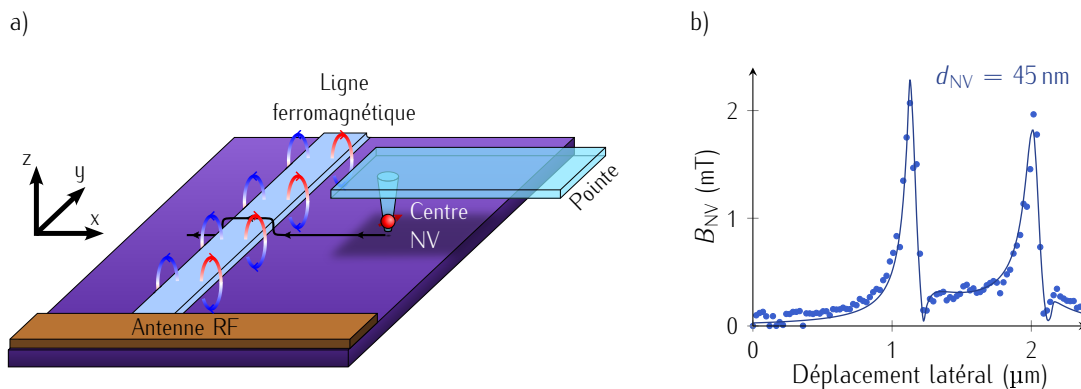 a)
Ligne
ferromagnétique
z
y
x
Centre
NV
Pointe
Antenne RF
b)
d_NV = 45 nm
B_NV (mT)
2
1
0
0
1
2
Déplacement latéral (µm)